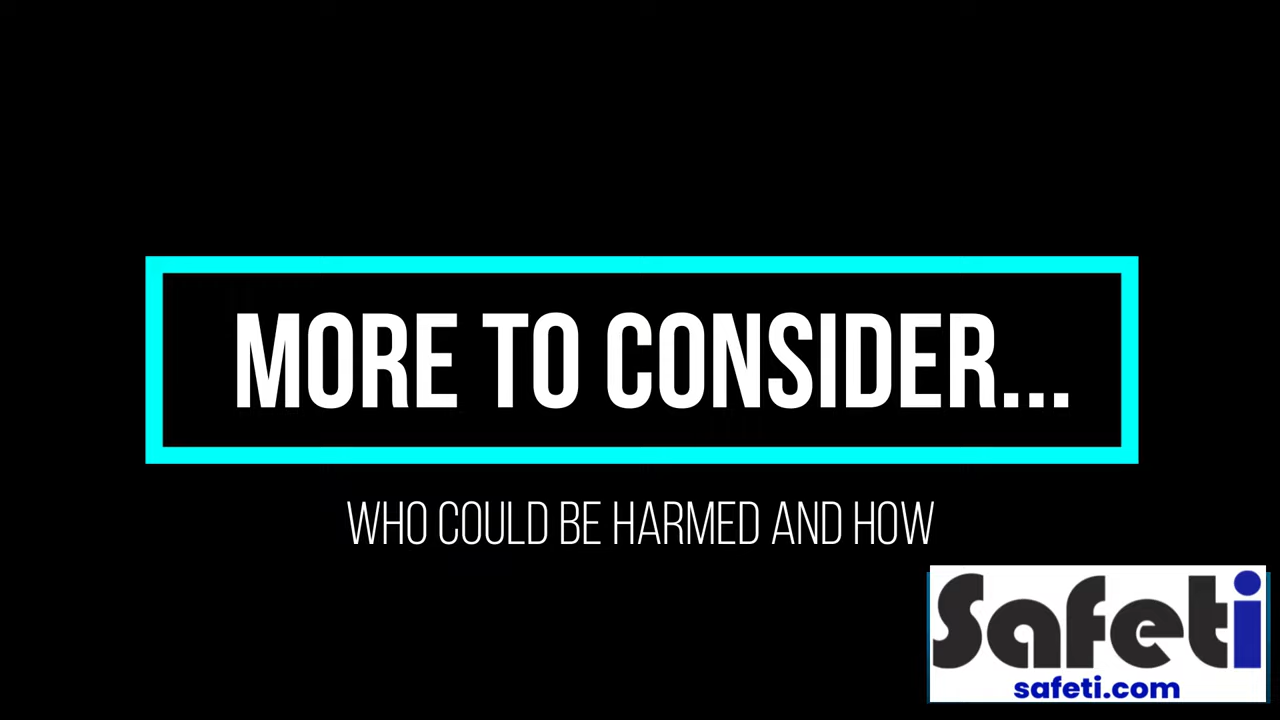 MORE TO CONSIDER...
WHO COULD BE HARMED AND HOW
Safeti
safeti.com